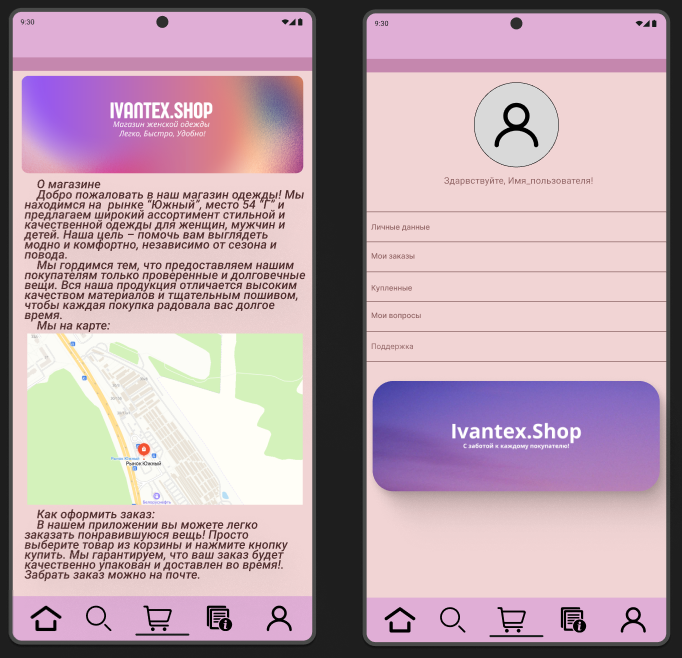 9:30
IVANTEX.SHOP
Магазин женской одежды
Легко, Быстро, Удобно!
О магазине
Добро пожаловать в наш магазин одежды! Мы
находимся на рынке "Южный", место 54 "Г" и
предлагаем широкий ассортимент стильной и
качественной одежды для женщин, мужчин и
детей. Наша цель – помочь вам выглядеть
модно и комфортно, независимо от сезона и
повода.
Мы гордимся тем, что предоставляем нашим
покупателям только проверенные и долговечные
вещи. Вся наша продукция отличается высоким
качеством материалов и тщательным пошивом,
чтобы каждая покупка радовала вас долгое
время.
Мы на карте:
Рынок Южный
Рынок Южный
Как оформить заказ:
В нашем приложении вы можете легко
заказать понравившуюся вещь! Просто
выберите товар из корзины и нажмите кнопку
купить. Мы гарантируем, что ваш заказ будет
качественно упакован и доставлен во время!.
Забрать заказ можно на почте.
9:30
Здарвствуйте, Имя_пользователя!
Личные данные
Мои заказы
Купленные
Мои вопросы
Поддержка
Ivantex.Shop
С заботой к каждому покупателю!